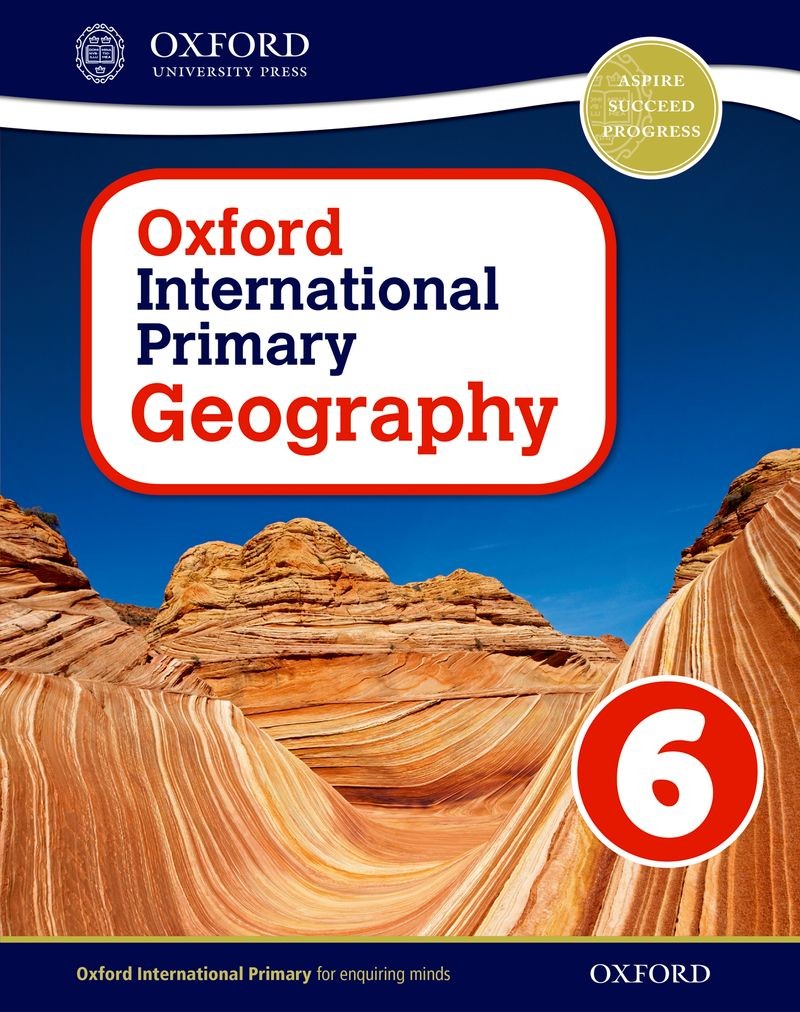 OXFORD
UNIVERSITY PRESS
ASPIRE
SUCCEED
PROGRESS
Oxford
International
Primary
Geography
6
Oxford International Primary for enquiring minds
OXFORD